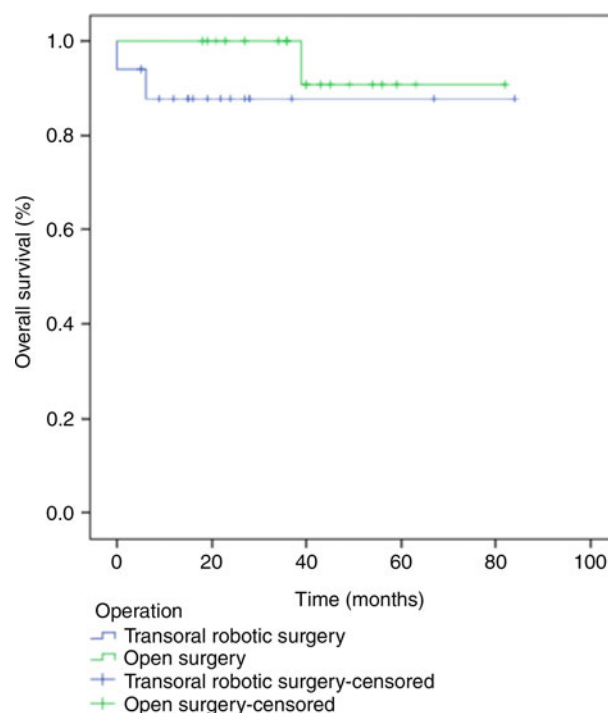 1.0
0.8
0.6
0.4
0.2
0.0
Overall survival (%)
0 20 40 60 80 100
Time (months)
Operation
Transoral robotic surgery
Open surgery
Transoral robotic surgery-censored
Open surgery-censored